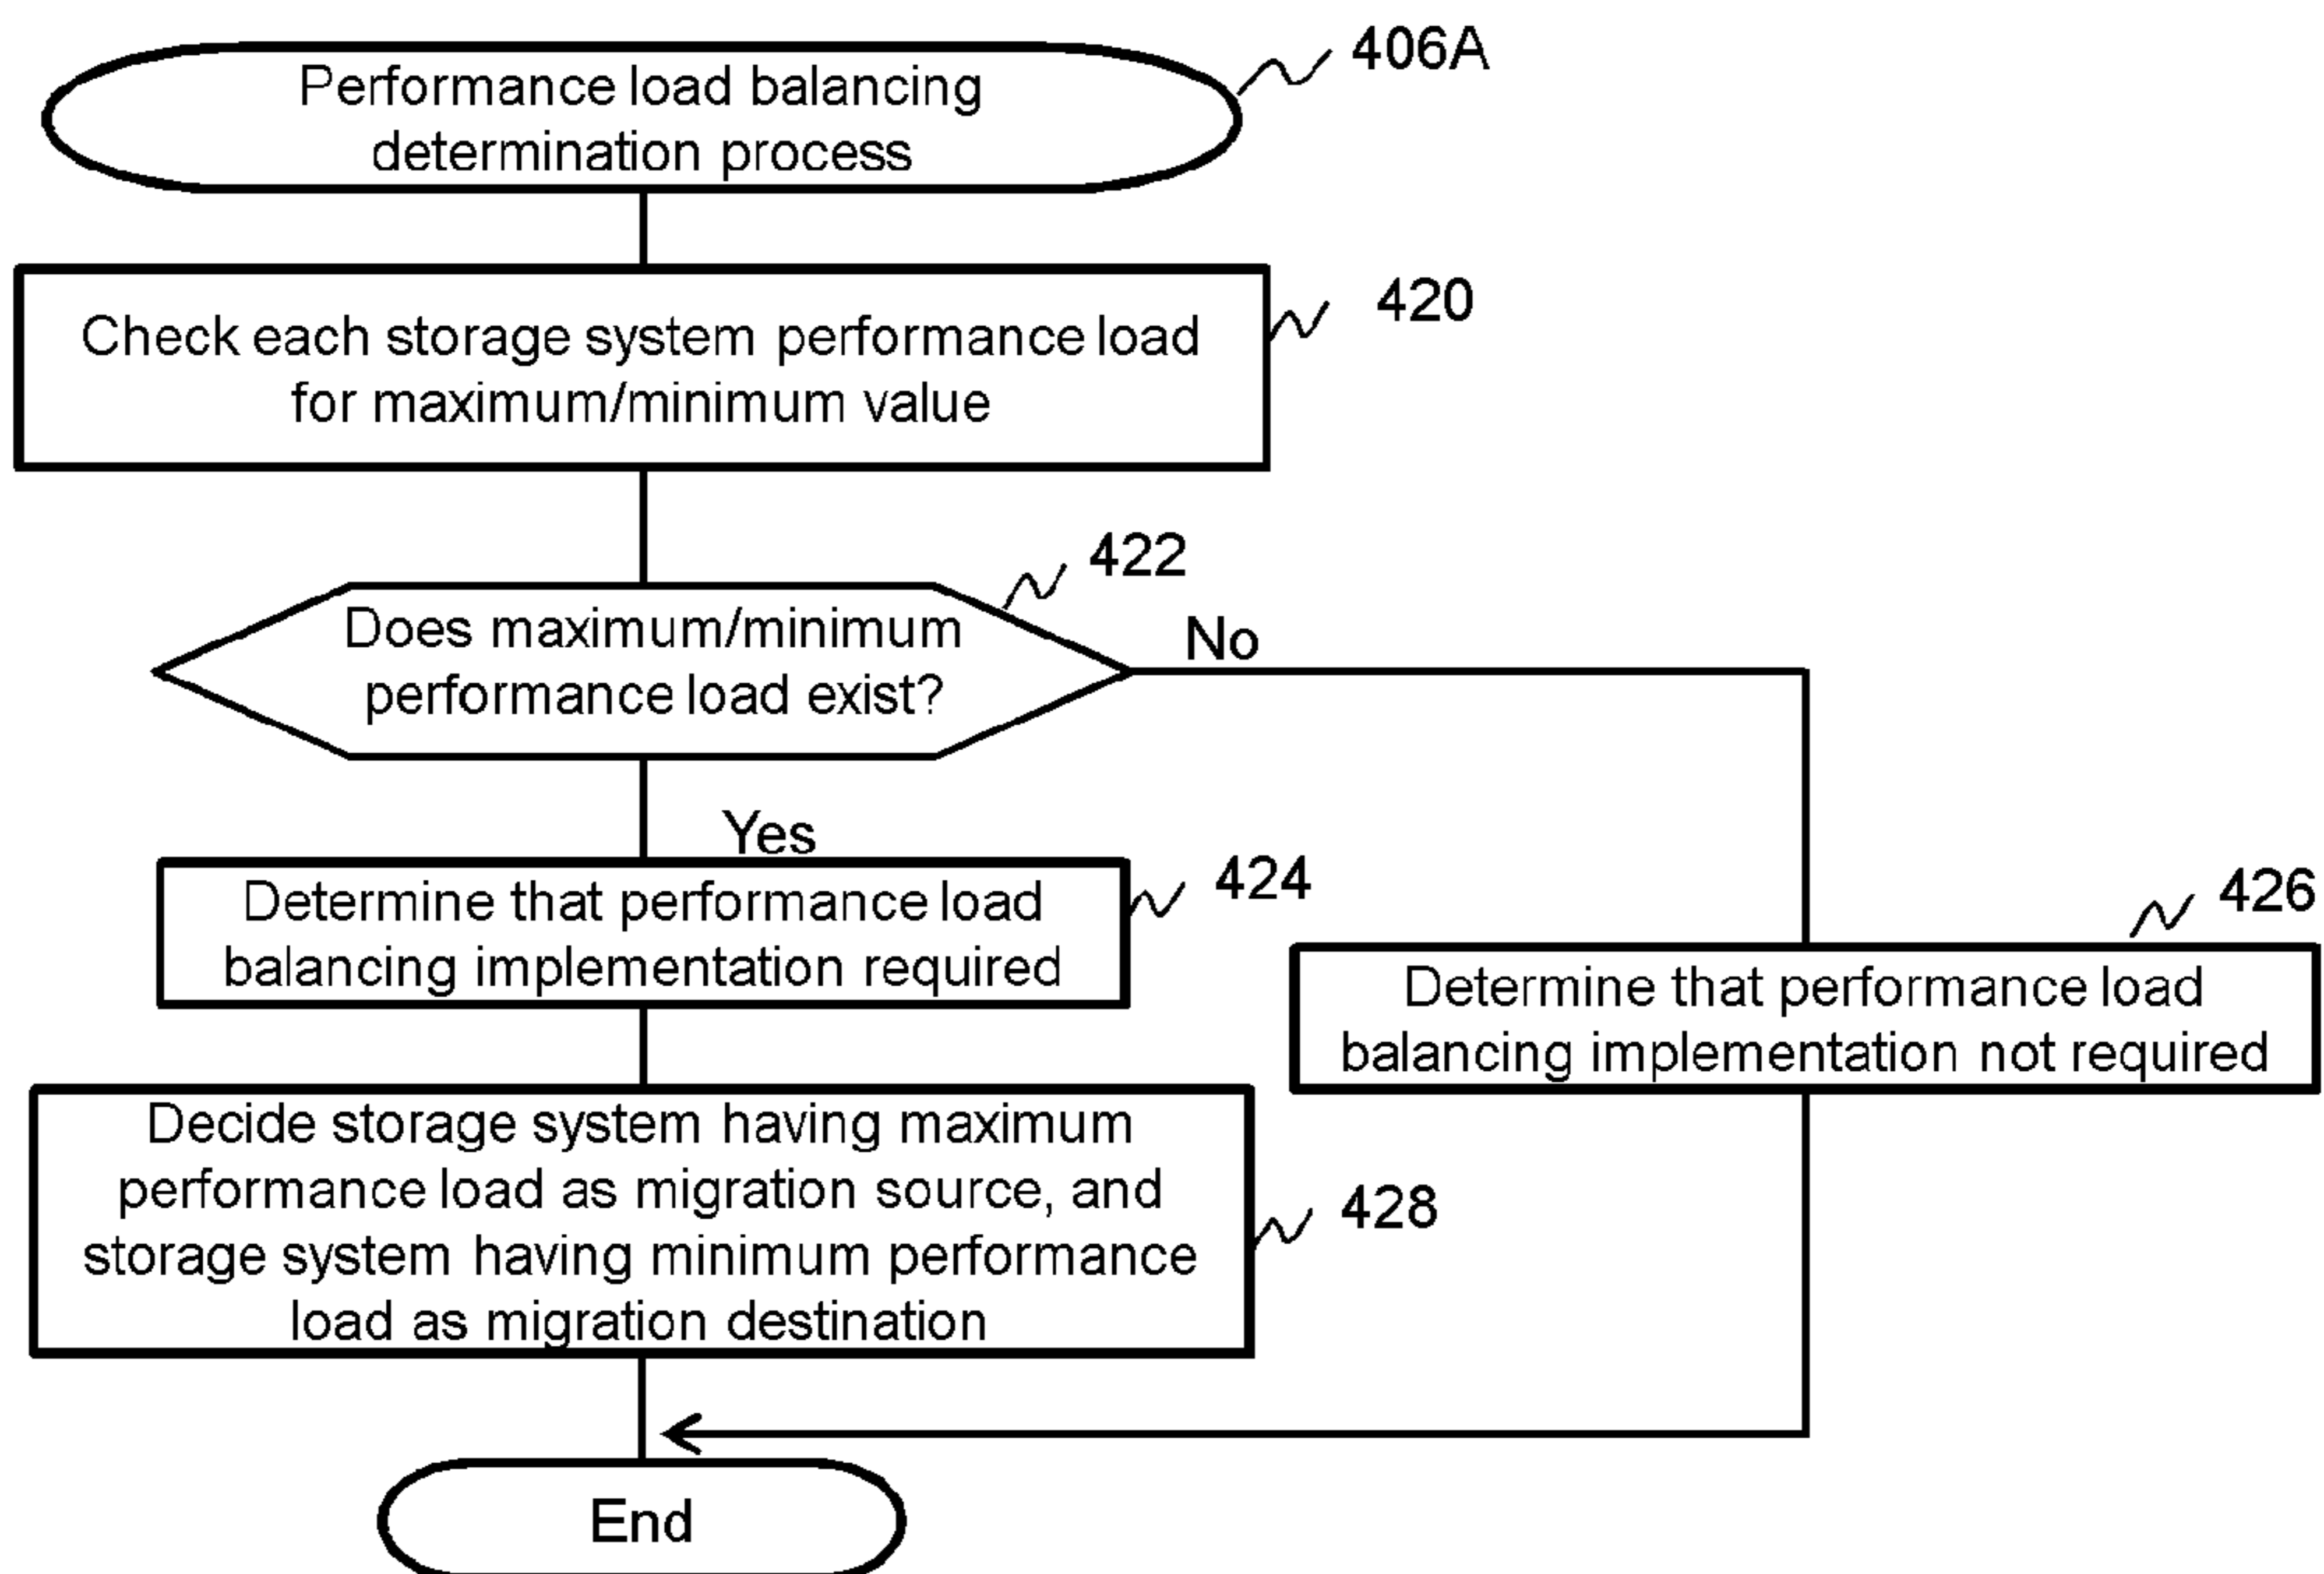 Performance load balancing
determination process
406A
Check each storage system performance load
for maximum/minimum value
420
422
Does maximum/minimum
performance load exist?
No
Yes
Determine that performance load
balancing implementation required
424
426
Determine that performance load
balancing implementation not required
Decide storage system having maximum
performance load as migration source, and
storage system having minimum performance
load as migration destination
428
End